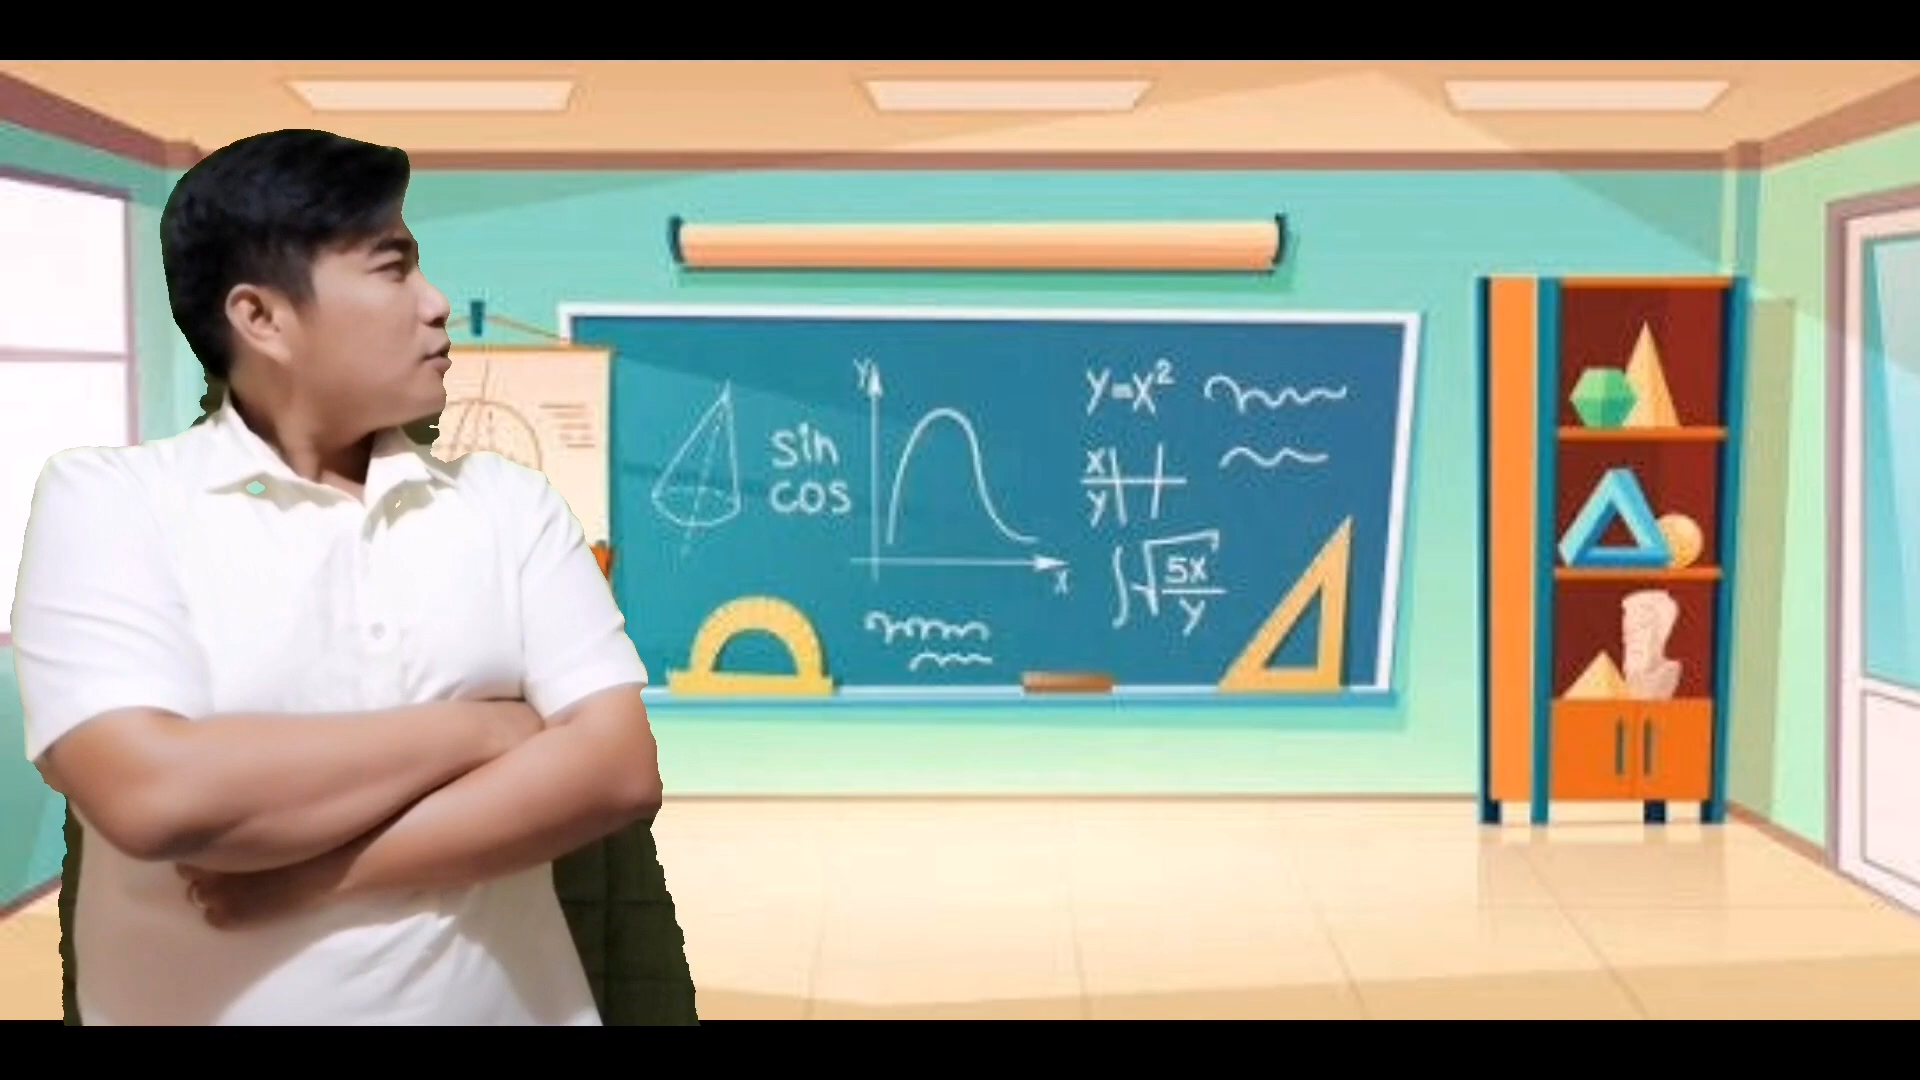 sin
cos
y
x
y=x²
x
y
∫√5x/y